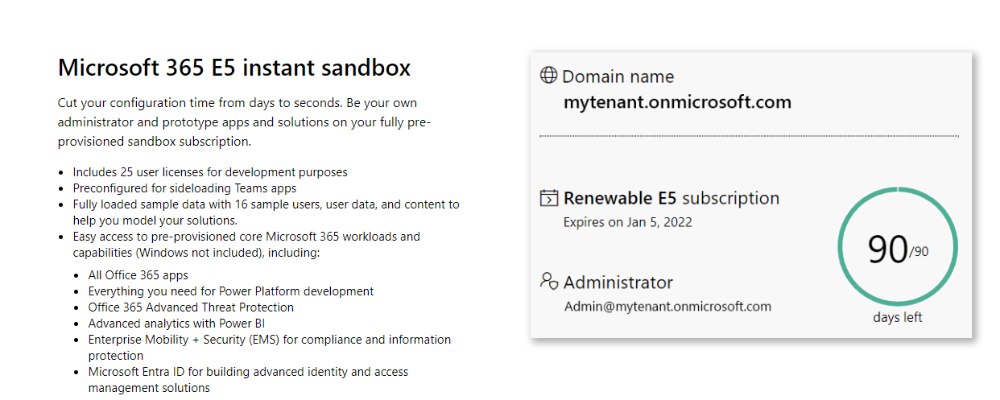 Microsoft 365 E5 instant sandbox
Cut your configuration time from days to seconds. Be your own
administrator and prototype apps and solutions on your fully pre-
provisioned sandbox subscription.
• Includes 25 user licenses for development purposes
• Preconfigured for sideloading Teams apps
• Fully loaded sample data with 16 sample users, user data, and content to
help you model your solutions.
• Easy access to pre-provisioned core Microsoft 365 workloads and
capabilities (Windows not included), including:
• All Office 365 apps
• Everything you need for Power Platform development
• Office 365 Advanced Threat Protection
• Advanced analytics with Power BI
• Enterprise Mobility + Security (EMS) for compliance and information
protection
• Microsoft Entra ID for building advanced identity and access
management solutions
Domain name
mytenant.onmicrosoft.com
Renewable E5 subscription
Expires on Jan 5, 2022
Administrator
Admin@mytenant.onmicrosoft.com
90/90
days left